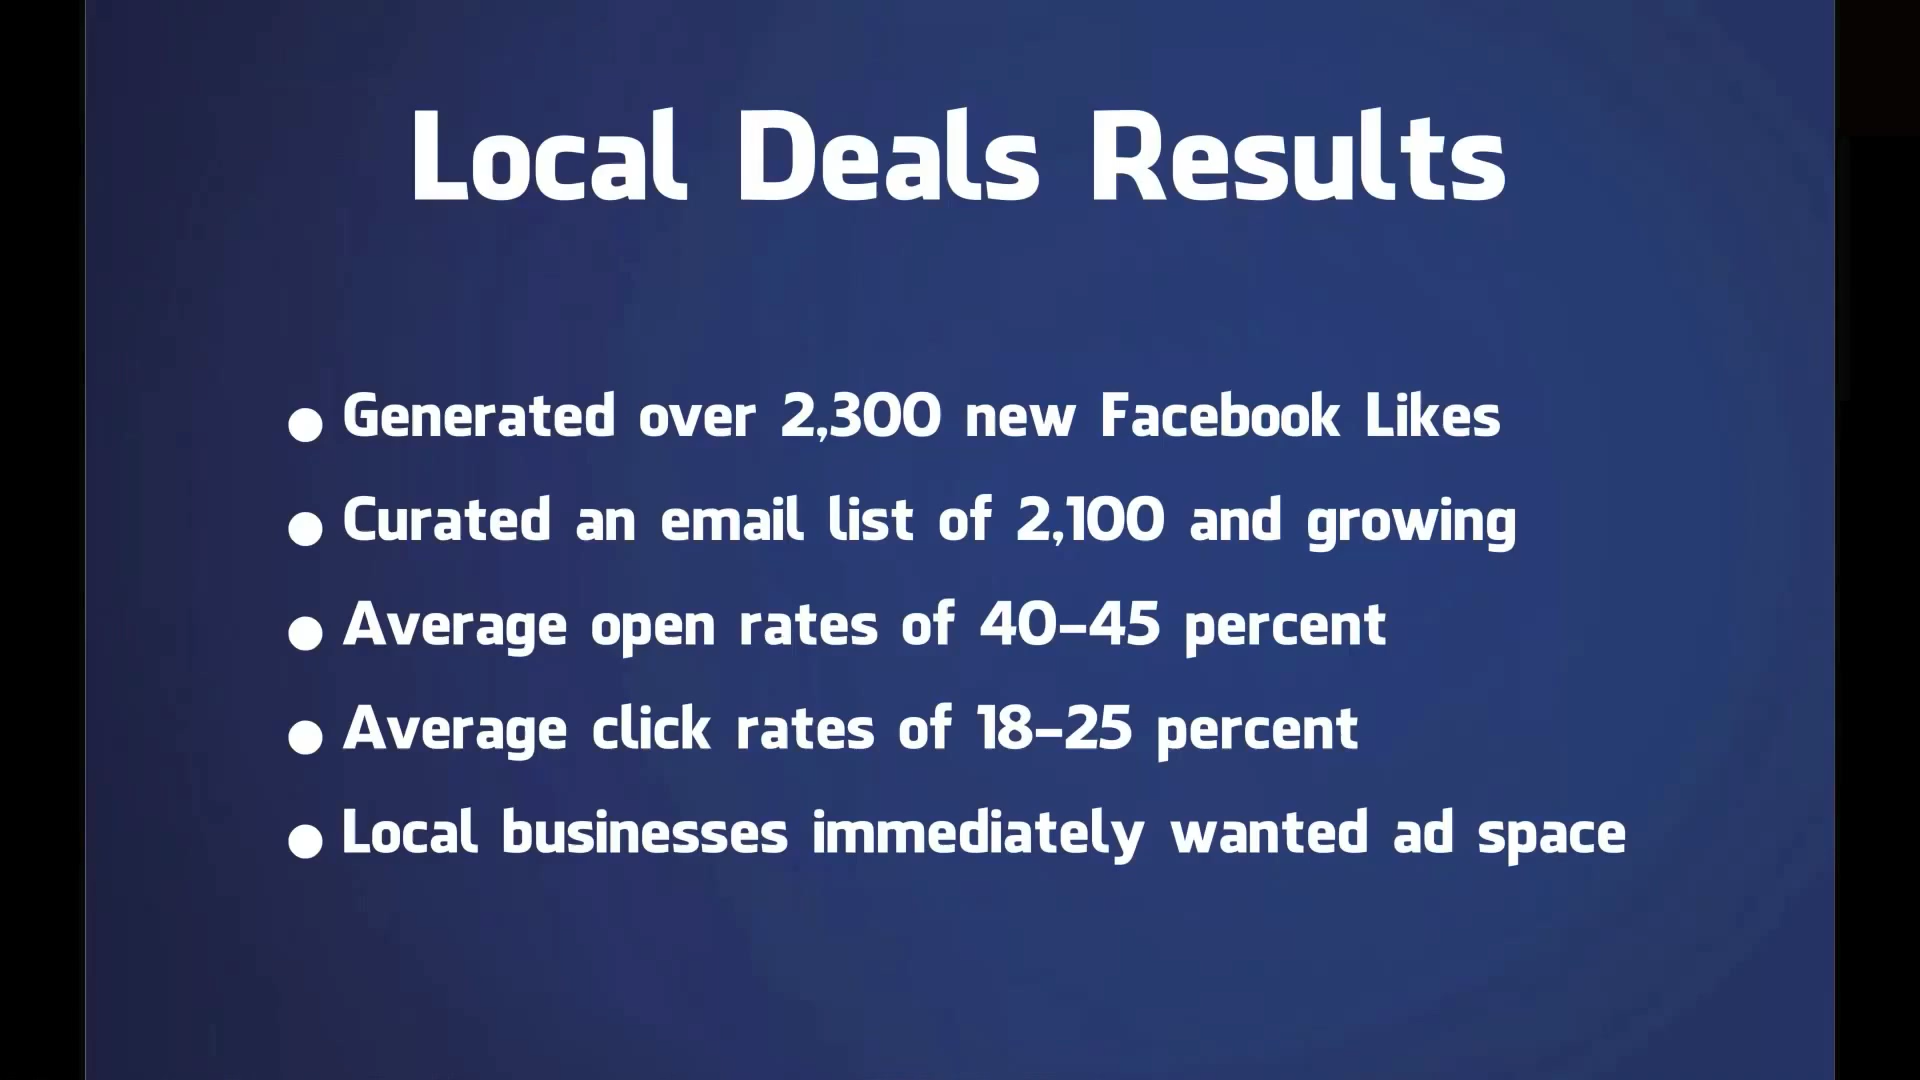 Local Deals Results
● Generated over 2,300 new Facebook Likes
● Curated an email list of 2,100 and growing
● Average open rates of 40–45 percent
● Average click rates of 18–25 percent
● Local businesses immediately wanted ad space